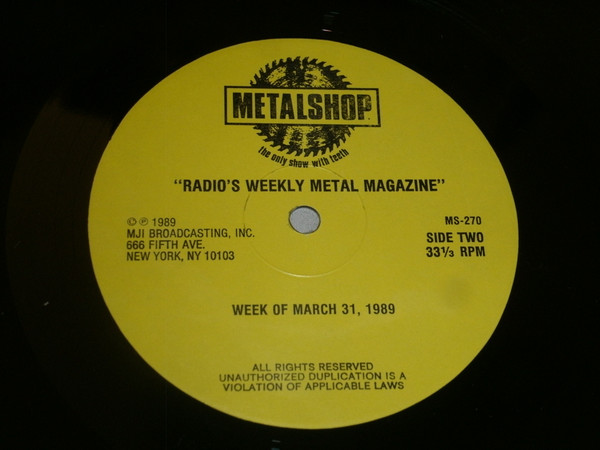 METALSHOP
the only show with teeth
"RADIO'S WEEKLY METAL MAGAZINE"
© ℗ 1989
MJI BROADCASTING, INC.
666 FIFTH AVE.
NEW YORK, NY 10103
MS-270
SIDE TWO
33⅓ RPM
WEEK OF MARCH 31, 1989
ALL RIGHTS RESERVED
UNAUTHORIZED DUPLICATION IS A
VIOLATION OF APPLICABLE LAWS